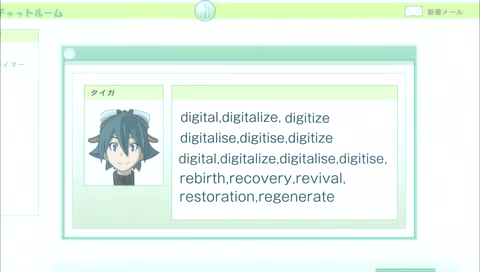 チャットルーム
新着メール
イマー
タイガ
digital,digitalize. digitize
digitalise,digitise,digitize
digital,digitalize,digitalise,digitise,
rebirth,recovery,revival,
restoration,regenerate